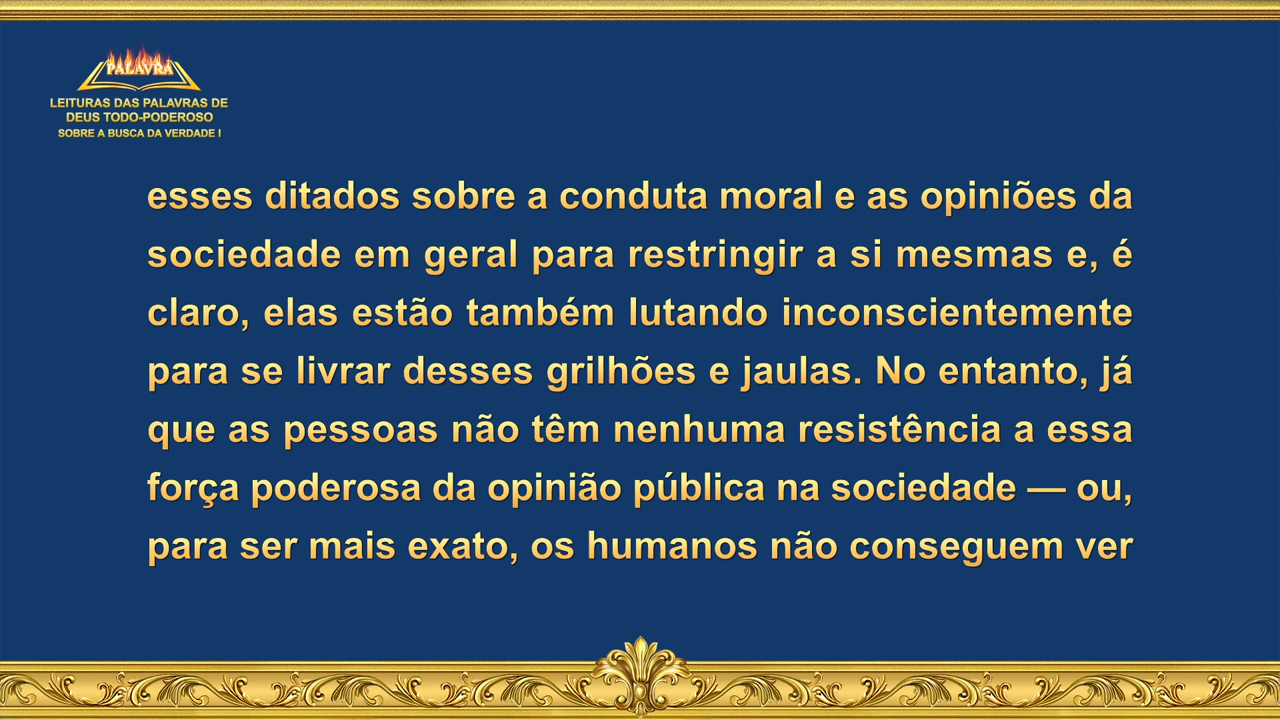 PALAVRA
LEITURAS DAS PALAVRAS DE
DEUS TODO-PODEROSO
SOBRE A BUSCA DA VERDADE I
esses ditados sobre a conduta moral e as opiniões da
sociedade em geral para restringir a si mesmas e, é
claro, elas estão também lutando inconscientemente
para se livrar desses grilhões e jaulas. No entanto, já
que as pessoas não têm nenhuma resistência a essa
força poderosa da opinião pública na sociedade — ou,
para ser mais exato, os humanos não conseguem ver